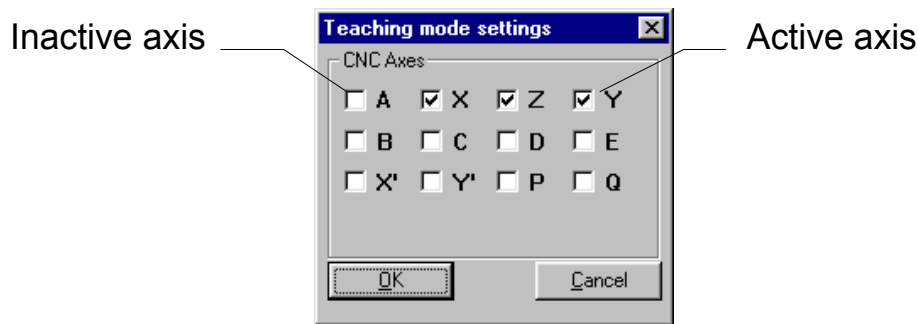 Inactive axis
Teaching mode settings
Active axis
CNC Axes
A X Z Y
B C D E
X' Y' P Q
OK Cancel